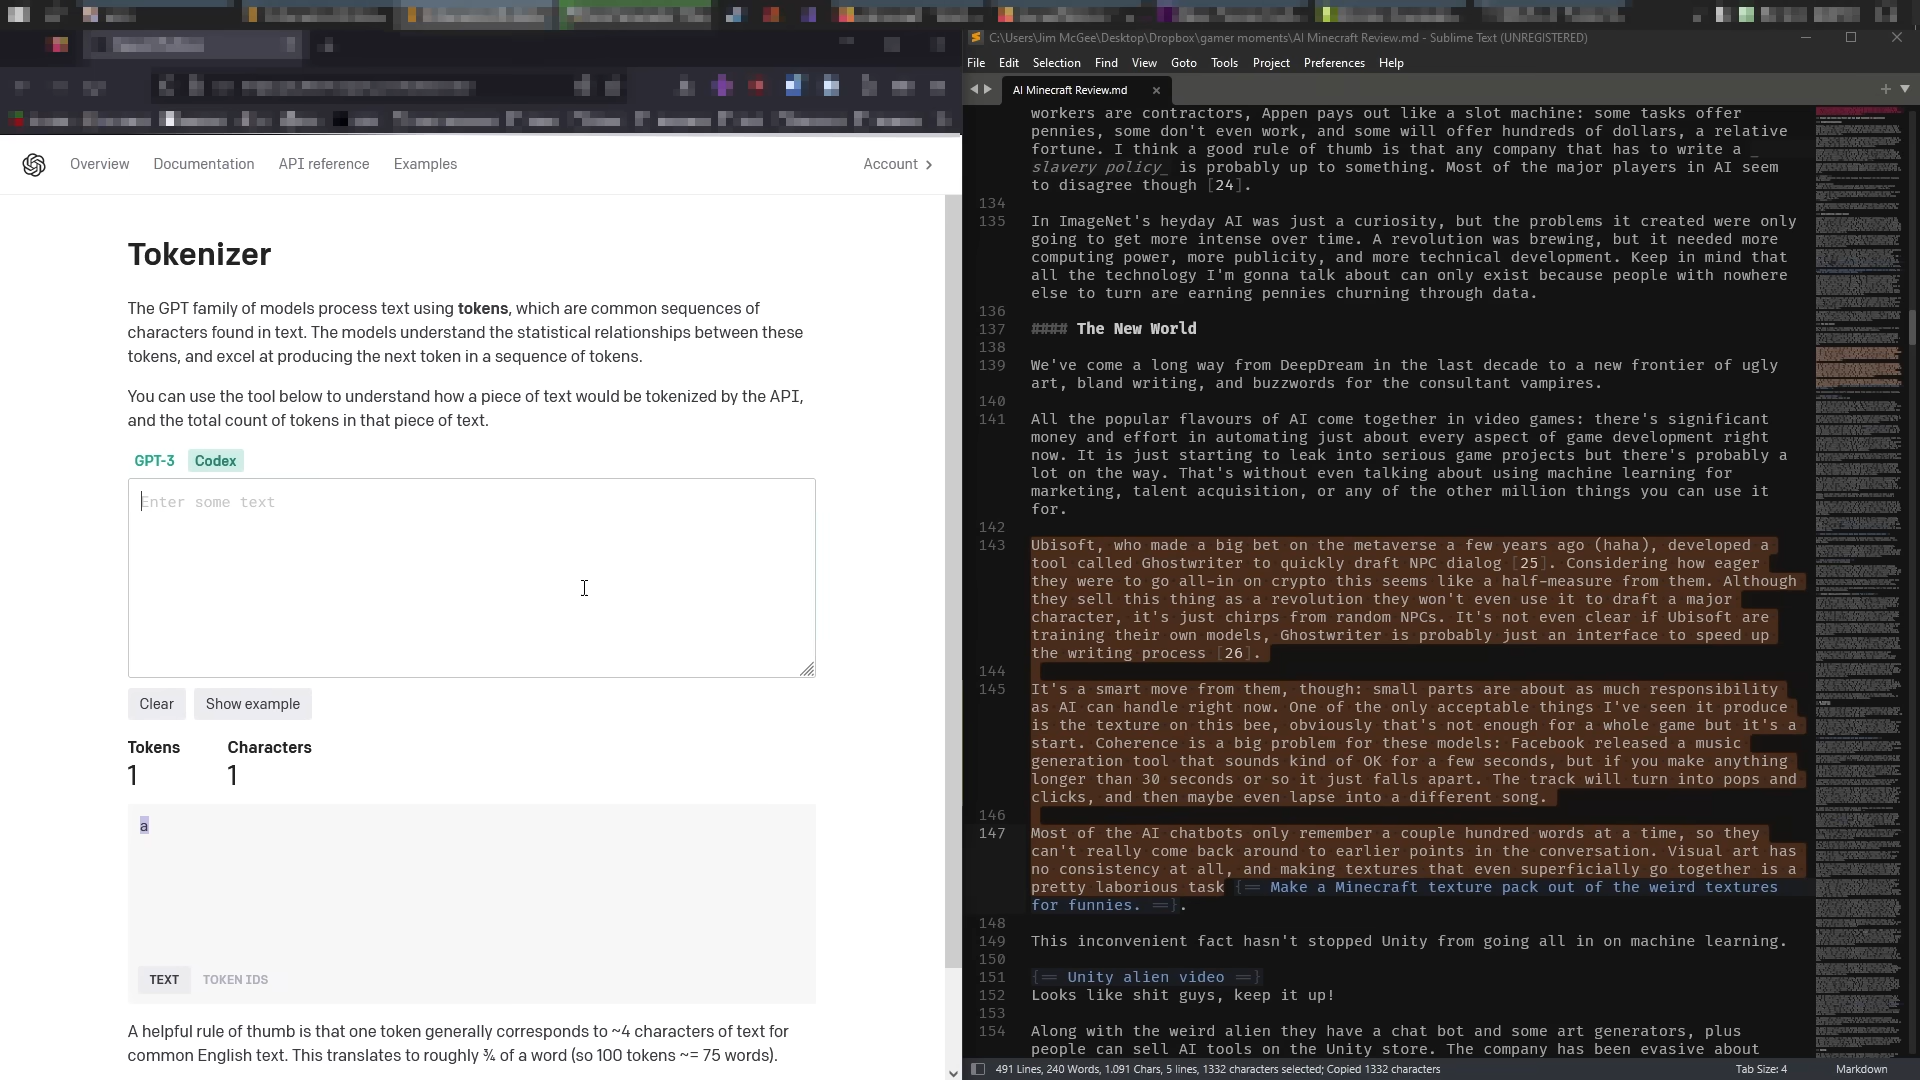 Overview
Documentation
API reference
Examples
Account
Tokenizer
The GPT family of models process text using tokens, which are common sequences of
characters found in text. The models understand the statistical relationships between these
tokens, and excel at producing the next token in a sequence of tokens.
You can use the tool below to understand how a piece of text would be tokenized by the API,
and the total count of tokens in that piece of text.
GPT-3 Codex
Enter some text
Clear Show example
Tokens Characters
1 1
a
TEXT TOKEN IDS
A helpful rule of thumb is that one token generally corresponds to ~4 characters of text for
common English text. This translates to roughly ¾ of a word (so 100 tokens ~= 75 words).
C:\Users\Jim McGee\Desktop\Dropbox\gamer moments\AI Minecraft Review.md - Sublime Text (UNREGISTERED)
File Edit Selection Find View Goto Tools Project Preferences Help
AI Minecraft Review.md
workers are contractors, Appen pays out like a slot machine: some tasks offer
pennies, some don't even work, and some will offer hundreds of dollars, a relative
fortune. I think a good rule of thumb is that any company that has to write a _
slavery policy_ is probably up to something. Most of the major players in AI seem
to disagree though [24].
134
135 In ImageNet's heyday AI was just a curiosity, but the problems it created were only
going to get more intense over time. A revolution was brewing, but it needed more
computing power, more publicity, and more technical development. Keep in mind that
all the technology I'm gonna talk about can only exist because people with nowhere
else to turn are earning pennies churning through data.
136
137 #### The New World
138
139 We've come a long way from DeepDream in the last decade to a new frontier of ugly
art, bland writing, and buzzwords for the consultant vampires.
140
141 All the popular flavours of AI come together in video games: there's significant
money and effort in automating just about every aspect of game development right
now. It is just starting to leak into serious game projects but there's probably a
lot on the way. That's without even talking about using machine learning for
marketing, talent acquisition, or any of the other million things you can use it
for.
142
143 Ubisoft, who made a big bet on the metaverse a few years ago (haha), developed a
tool called Ghostwriter to quickly draft NPC dialog [25]. Considering how eager
they were to go all-in on crypto this seems like a half-measure from them. Although
they sell this thing as a revolution they won't even use it to draft a major
character, it's just chirps from random NPCs. It's not even clear if Ubisoft are
training their own models, Ghostwriter is probably just an interface to speed up
the writing process [26].
144
145 It's a smart move from them, though: small parts are about as much responsibility
as AI can handle right now. One of the only acceptable things I've seen it produce
is the texture on this bee, obviously that's not enough for a whole game but it's a
start. Coherence is a big problem for these models: Facebook released a music
generation tool that sounds kind of OK for a few seconds, but if you make anything
longer than 30 seconds or so it just falls apart. The track will turn into pops and
clicks, and then maybe even lapse into a different song.
146
147 Most of the AI chatbots only remember a couple hundred words at a time, so they
can't really come back around to earlier points in the conversation. Visual art has
no consistency at all, and making textures that even superficially go together is a
pretty laborious task {== Make a Minecraft texture pack out of the weird textures
for funnies. ==}.
148
149 This inconvenient fact hasn't stopped Unity from going all in on machine learning.
150
151 {== Unity alien video ==}
152 Looks like shit guys, keep it up!
153
154 Along with the weird alien they have a chat bot and some art generators, plus
people can sell AI tools on the Unity store. The company has been evasive about
491 Lines, 240 Words, 1.091 Chars, 5 lines, 1332 characters selected; Copied 1332 characters
Tab Size: 4
Markdown